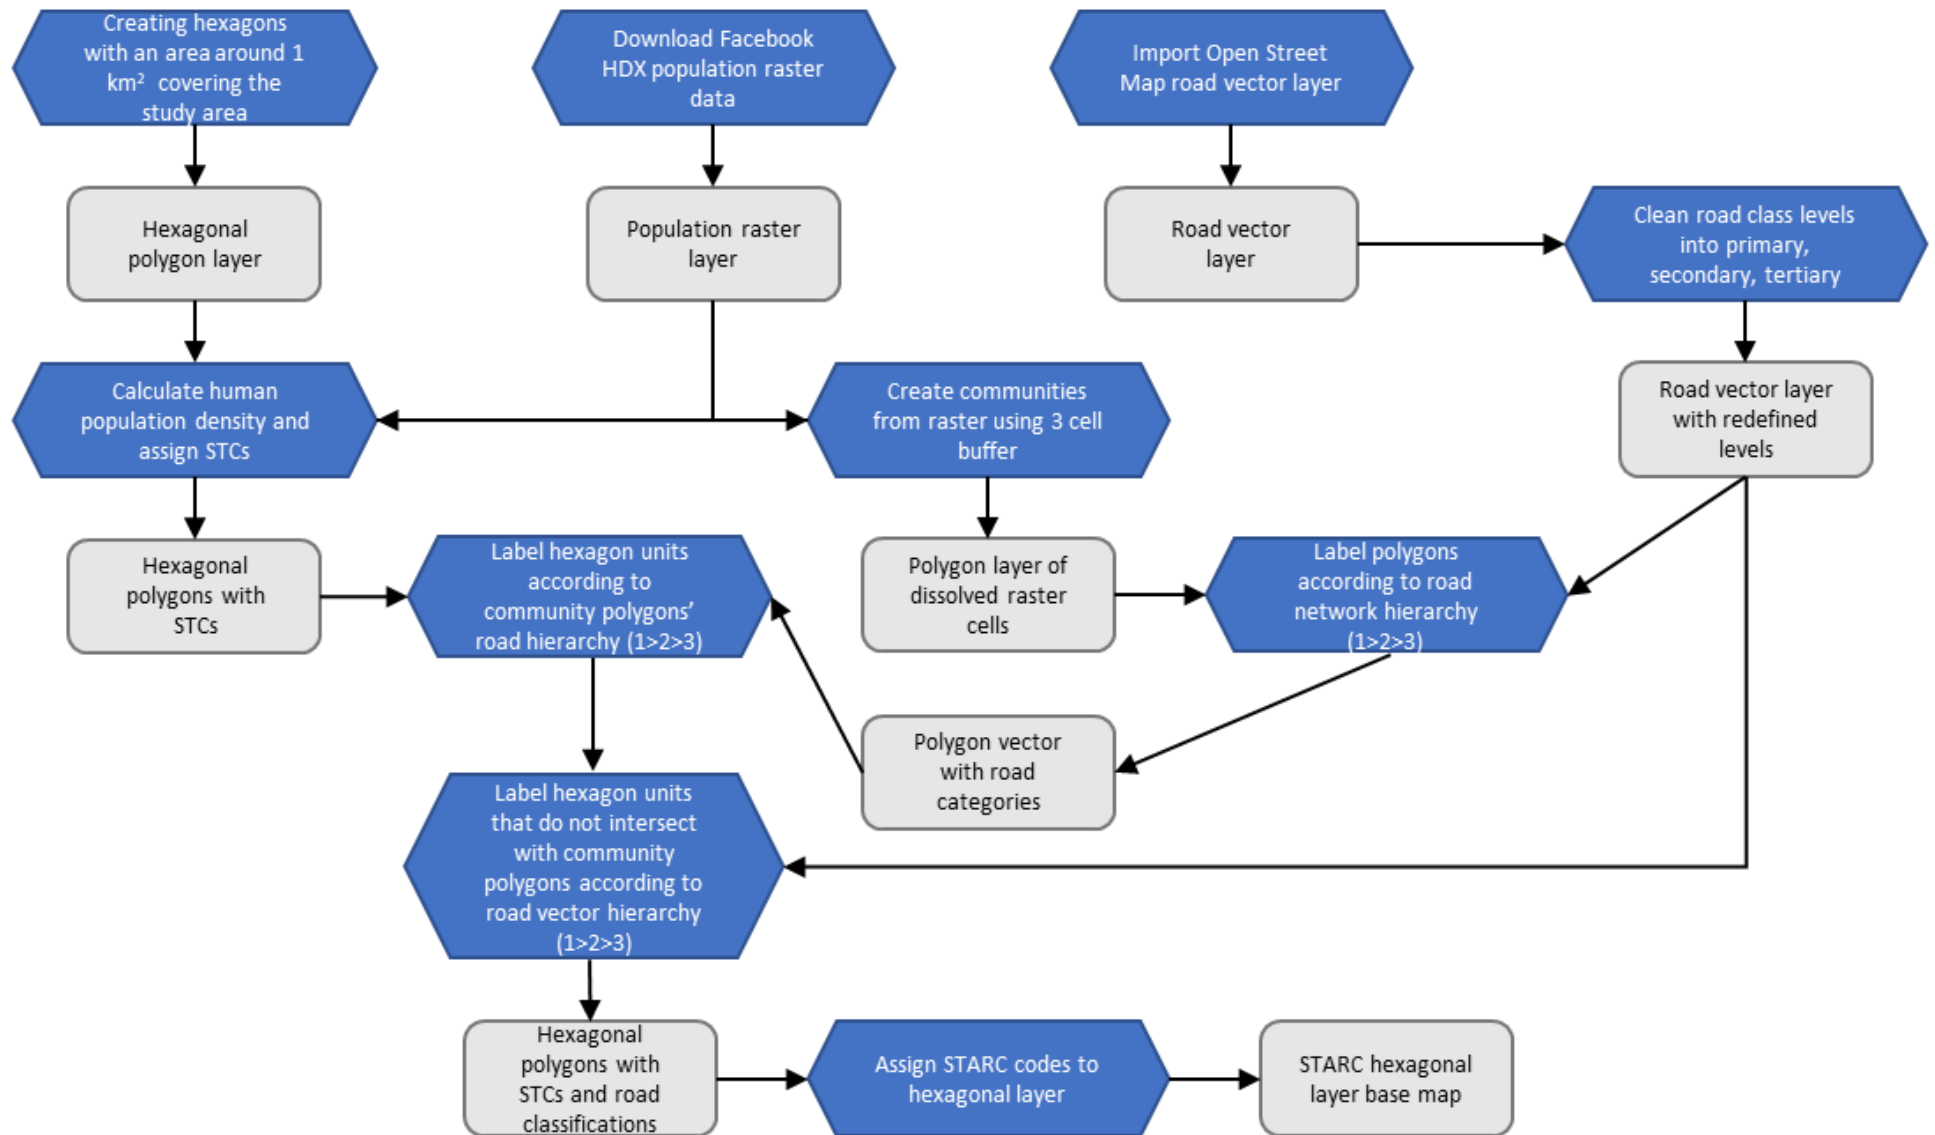 Creating hexagons
with an area around 1
km² covering the
study area
Download Facebook
HDX population raster
data
Import Open Street
Map road vector layer
Hexagonal
polygon layer
Population raster
layer
Road vector
layer
Clean road class levels
into primary,
secondary, tertiary
Calculate human
population density and
assign STCs
Create communities
from raster using 3 cell
buffer
Road vector layer
with redefined
levels
Hexagonal
polygons with
STCs
Label hexagon units
according to
community polygons’
road hierarchy (1>2>3)
Polygon layer of
dissolved raster
cells
Label polygons
according to road
network hierarchy
(1>2>3)
Polygon vector
with road
categories
Label hexagon units
that do not intersect
with community
polygons according to
road vector hierarchy
(1>2>3)
Hexagonal
polygons with
STCs and road
classifications
Assign STARC codes to
hexagonal layer
STARC hexagonal
layer base map